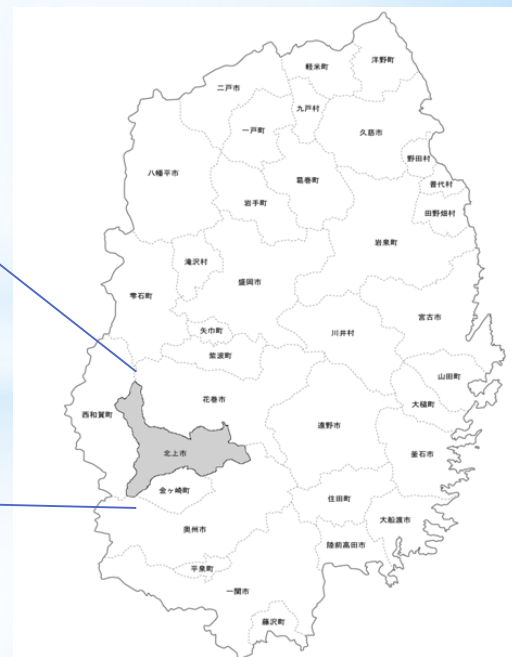 洋野町
軽米町
二戸市
九戸村
一戸町
久慈市
野田村
八幡平市
葛巻町
普代村
岩手町
田野畑村
岩泉町
滝沢村
盛岡市
雫石町
宮古市
矢巾町
川井村
紫波町
山田町
花巻市
大槌町
西和賀町
遠野市
北上市
釜石市
金ヶ崎町
住田町
大船渡市
奥州市
陸前高田市
平泉町
一関市
藤沢町